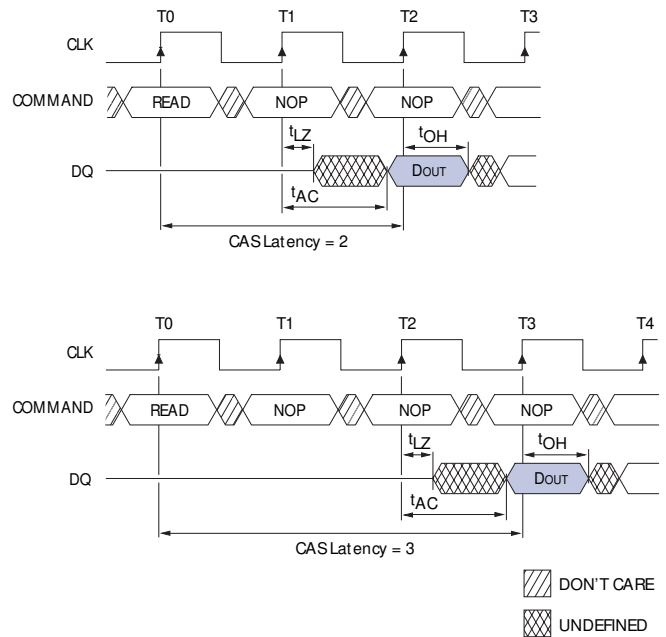 T0 T1 T2 T3
CLK
COMMAND READ NOP NOP
tLZ tOH
DQ DOUT
tAC
CAS Latency = 2
T0 T1 T2 T3 T4
CLK
COMMAND READ NOP NOP NOP
tLZ tOH
DQ DOUT
tAC
CAS Latency = 3
DON'T CARE
UNDEFINED